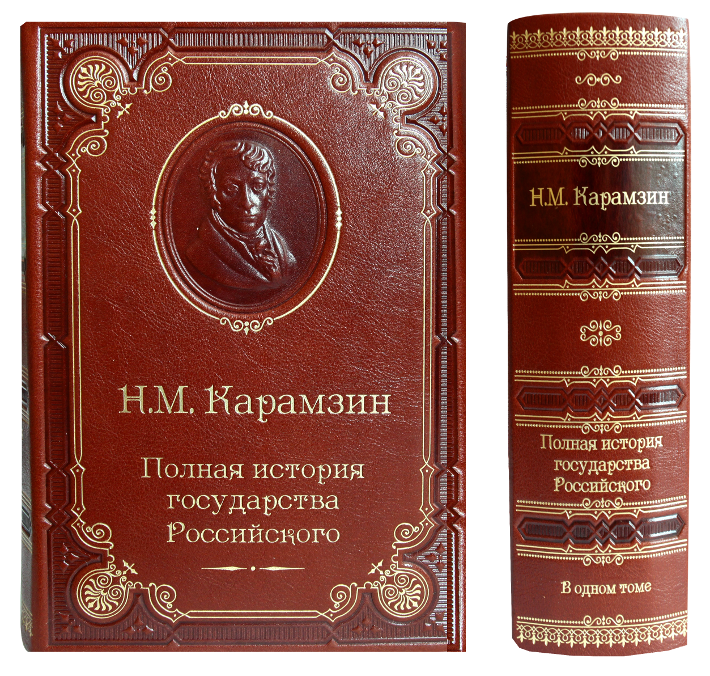 Н.М. Карамзин
Полная история
государства
Российского
Н.М. Карамзин
Полная история
государства
Российского
В одном томе